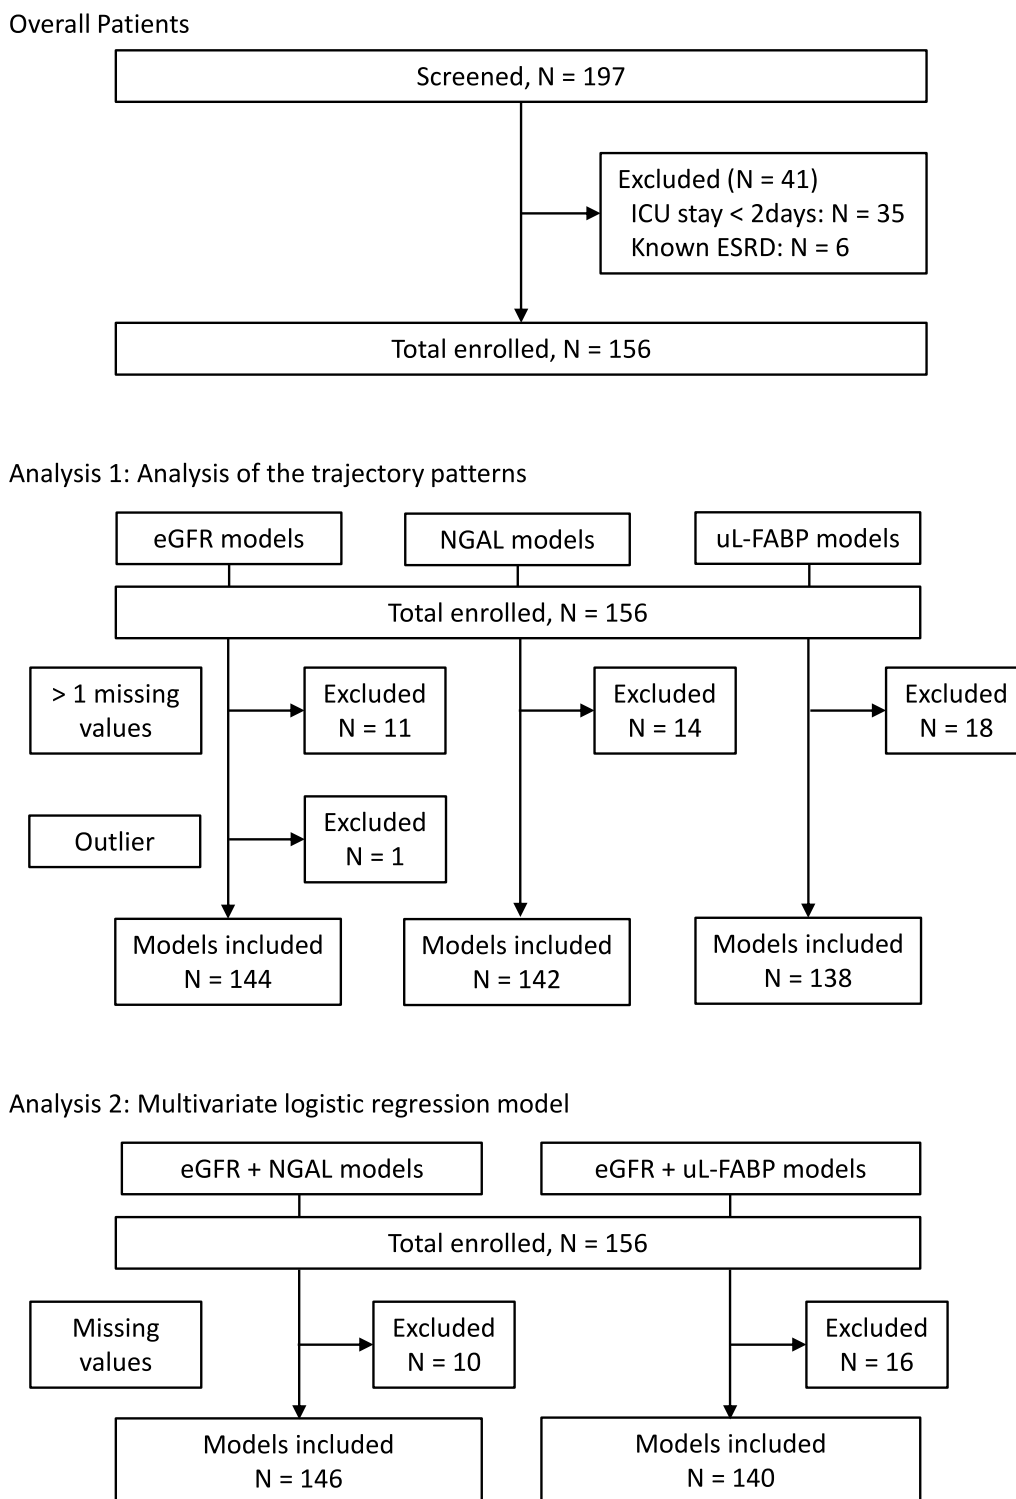 Overall Patients
Screened, N = 197
Excluded (N = 41)
ICU stay < 2days: N = 35
Known ESRD: N = 6
Total enrolled, N = 156
Analysis 1: Analysis of the trajectory patterns
eGFR models
NGAL models
uL-FABP models
Total enrolled, N = 156
> 1 missing
values
Excluded
N = 11
Excluded
N = 14
Excluded
N = 18
Outlier
Excluded
N = 1
Models included
N = 144
Models included
N = 142
Models included
N = 138
Analysis 2: Multivariate logistic regression model
eGFR + NGAL models
eGFR + uL-FABP models
Total enrolled, N = 156
Missing
values
Excluded
N = 10
Excluded
N = 16
Models included
N = 146
Models included
N = 140